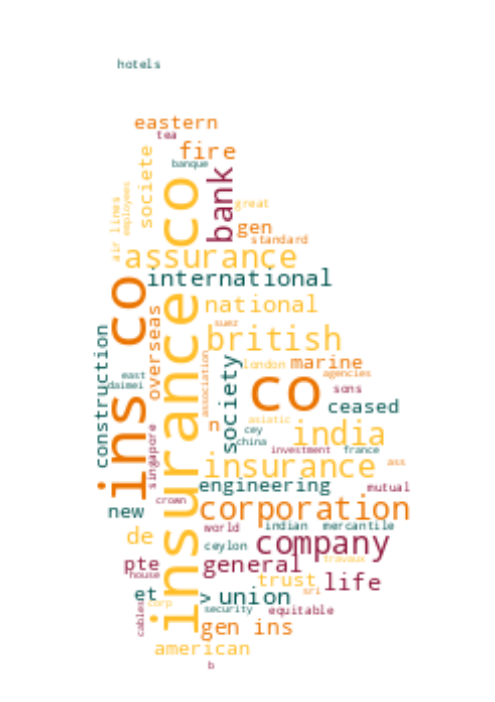 hotels
eastern
tea
fire
banque
societe
employees
air lines
bank
co
great
gen
standard
assurance
international
ins co
insurance
national
overseas
suez
british
construction
association
society
london
marine
agencies
east
daimei
co
sons
ceased
n
asiatic
cey
india
china
singapore
investment
france
insurance
ass
engineering
mutual
crown
corporation
new
world
indian
mercantile
de
ceylon
company
travaux
pte
general
house
trust
life
et
> union
sri
corp
security
equitable
cables
gen ins
american
b